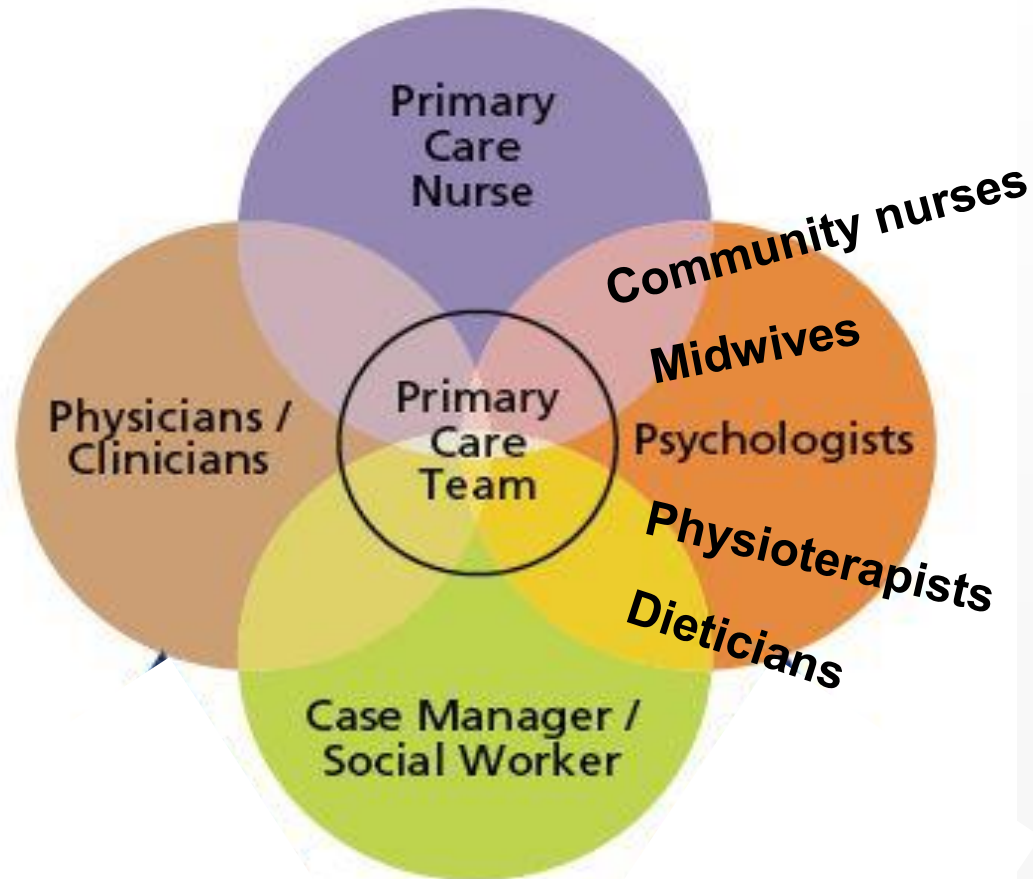 Primary
Care
Nurse
Community nurses
Midwives
Physicians /
Clinicians
Primary
Care
Team
Psychologists
Physioterapists
Dieticians
Case Manager /
Social Worker